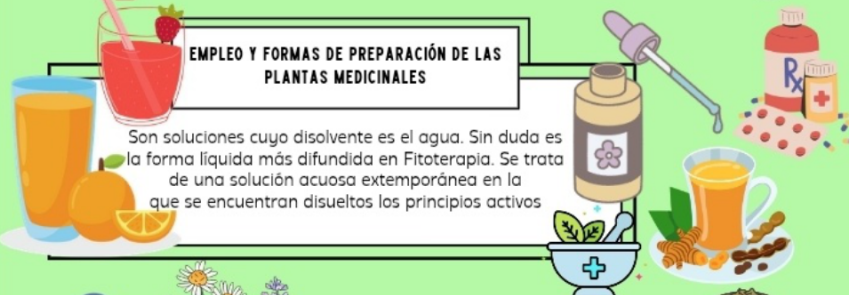 EMPLEO Y FORMAS DE PREPARACIÓN DE LAS
PLANTAS MEDICINALES
Son soluciones cuyo disolvente es el agua. Sin duda es
la forma líquida más difundida en Fitoterapia. Se trata
de una solución acuosa extemporánea en la
que se encuentran disueltos los principios activos
Rx